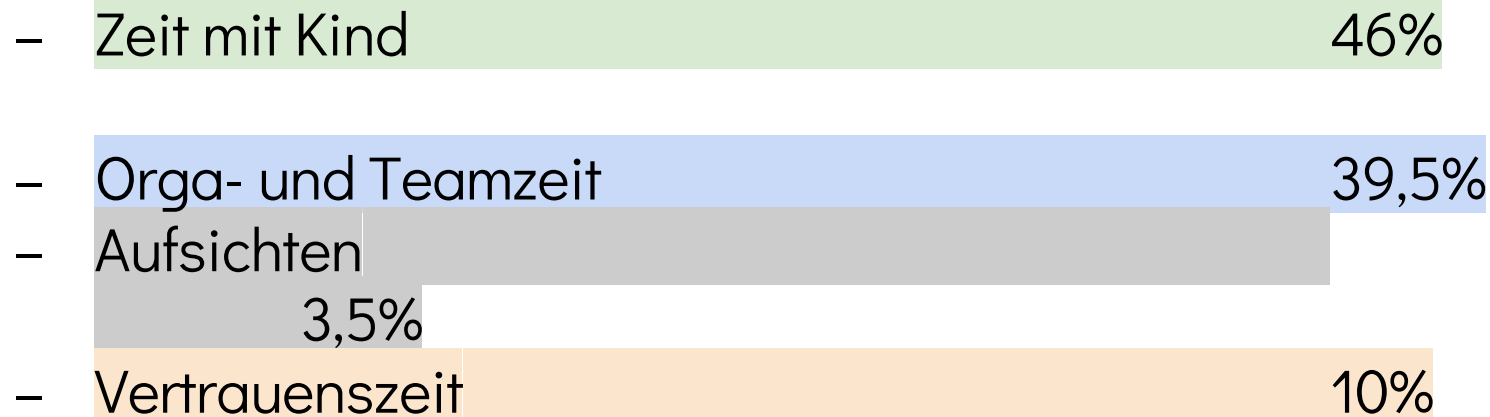 – Zeit mit Kind 46%
– Orga- und Teamzeit 39,5%
– Aufsichten
3,5%
– Vertrauenszeit 10%